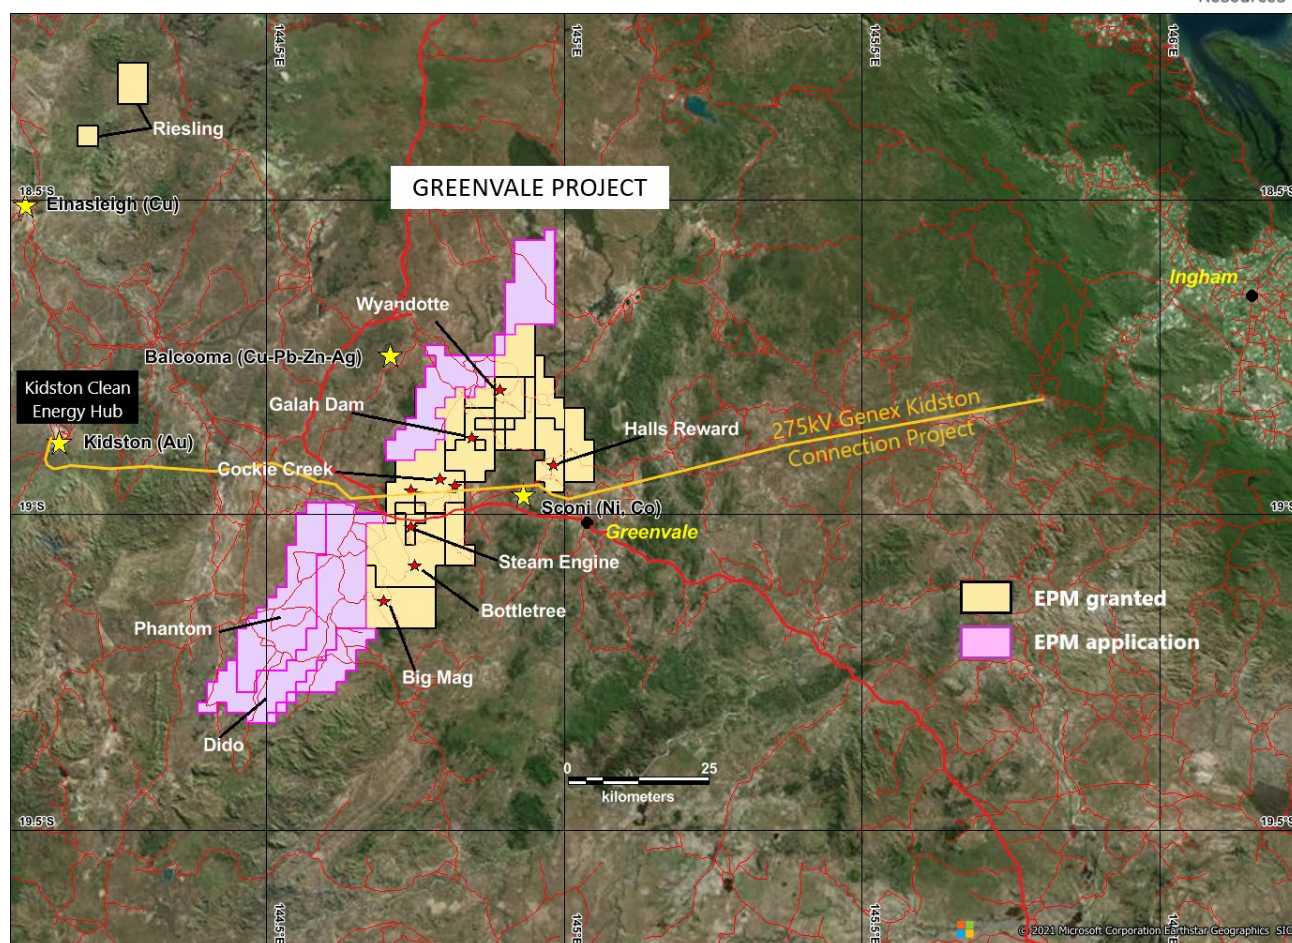 Resources
144.5°E
145°E
145.5°E
146°E
Riesling
18.5°S
18.5°S
GREENVALE PROJECT
Einasleigh (Cu)
Ingham
Wyandotte
Balcooma (Cu-Pb-Zn-Ag)
Kidston Clean
Energy Hub
Galah Dam
275kV Genex Kidston
Connection Project
Halls Reward
Kidston (Au)
Cockie Creek
19°S
19°S
Sconi (Ni, Co)
Greenvale
Steam Engine
EPM granted
Bottletree
Phantom
EPM application
Big Mag
Dido
0 25
kilometers
19.5°S
19.5°S
144.5°E
145°E
145.5°E
© 2021 Microsoft Corporation Earthstar Geographics SIO